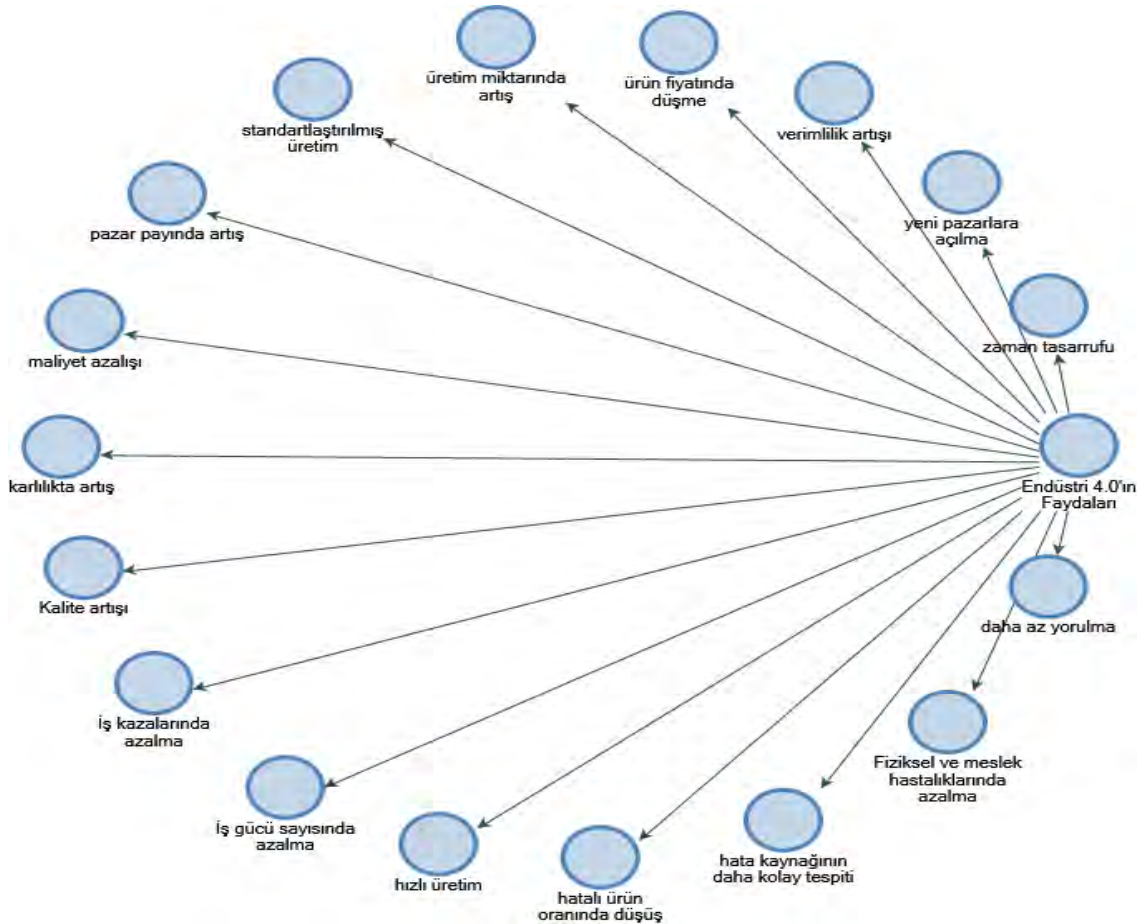 üretim miktarında
artış
ürün fiyatında
düşme
standartlaştırılmış
üretim
verimlilik artışı
pazar payında artış
yeni pazarlara
açılma
maliyet azalışı
zaman tasarrufu
karlılıkta artış
Endüstri 4.0'ın
Faydaları
Kalite artışı
daha az yorulma
İş kazalarında
azalma
Fiziksel ve meslek
hastalıklarında
azalma
İş gücü sayısında
azalma
hızlı üretim
hatalı ürün
oranında düşüş
hata kaynağının
daha kolay tespiti